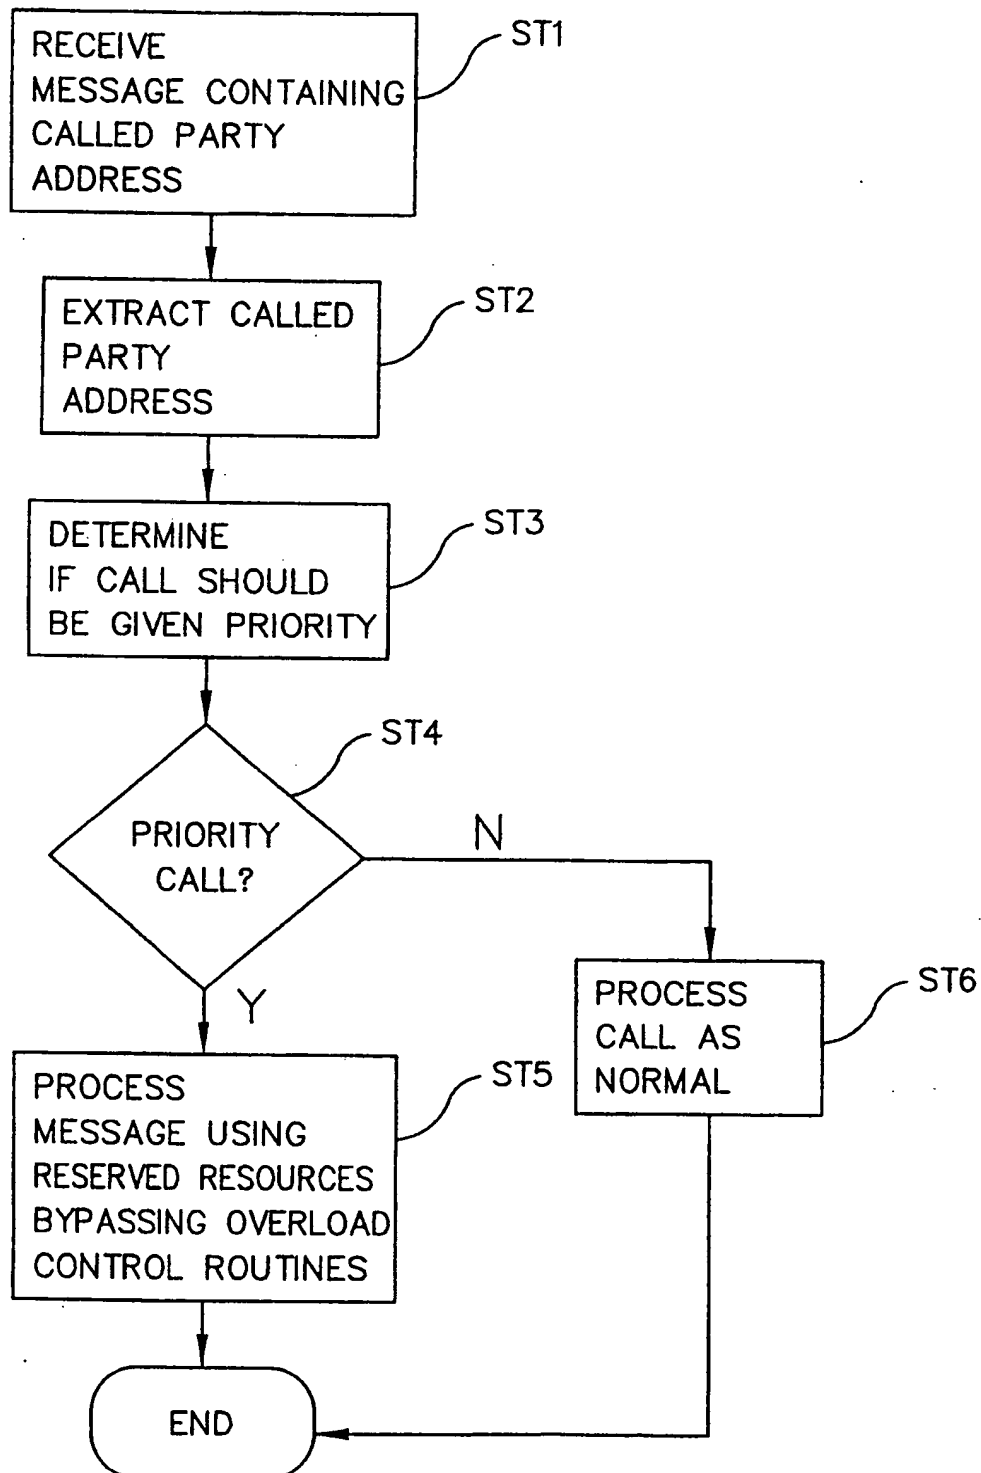 RECEIVE
MESSAGE CONTAINING
CALLED PARTY
ADDRESS
ST1
EXTRACT CALLED
PARTY
ADDRESS
ST2
DETERMINE
IF CALL SHOULD
BE GIVEN PRIORITY
ST3
PRIORITY
CALL?
ST4
N
Y
PROCESS
MESSAGE USING
RESERVED RESOURCES
BYPASSING OVERLOAD
CONTROL ROUTINES
ST5
PROCESS
CALL AS
NORMAL
ST6
END